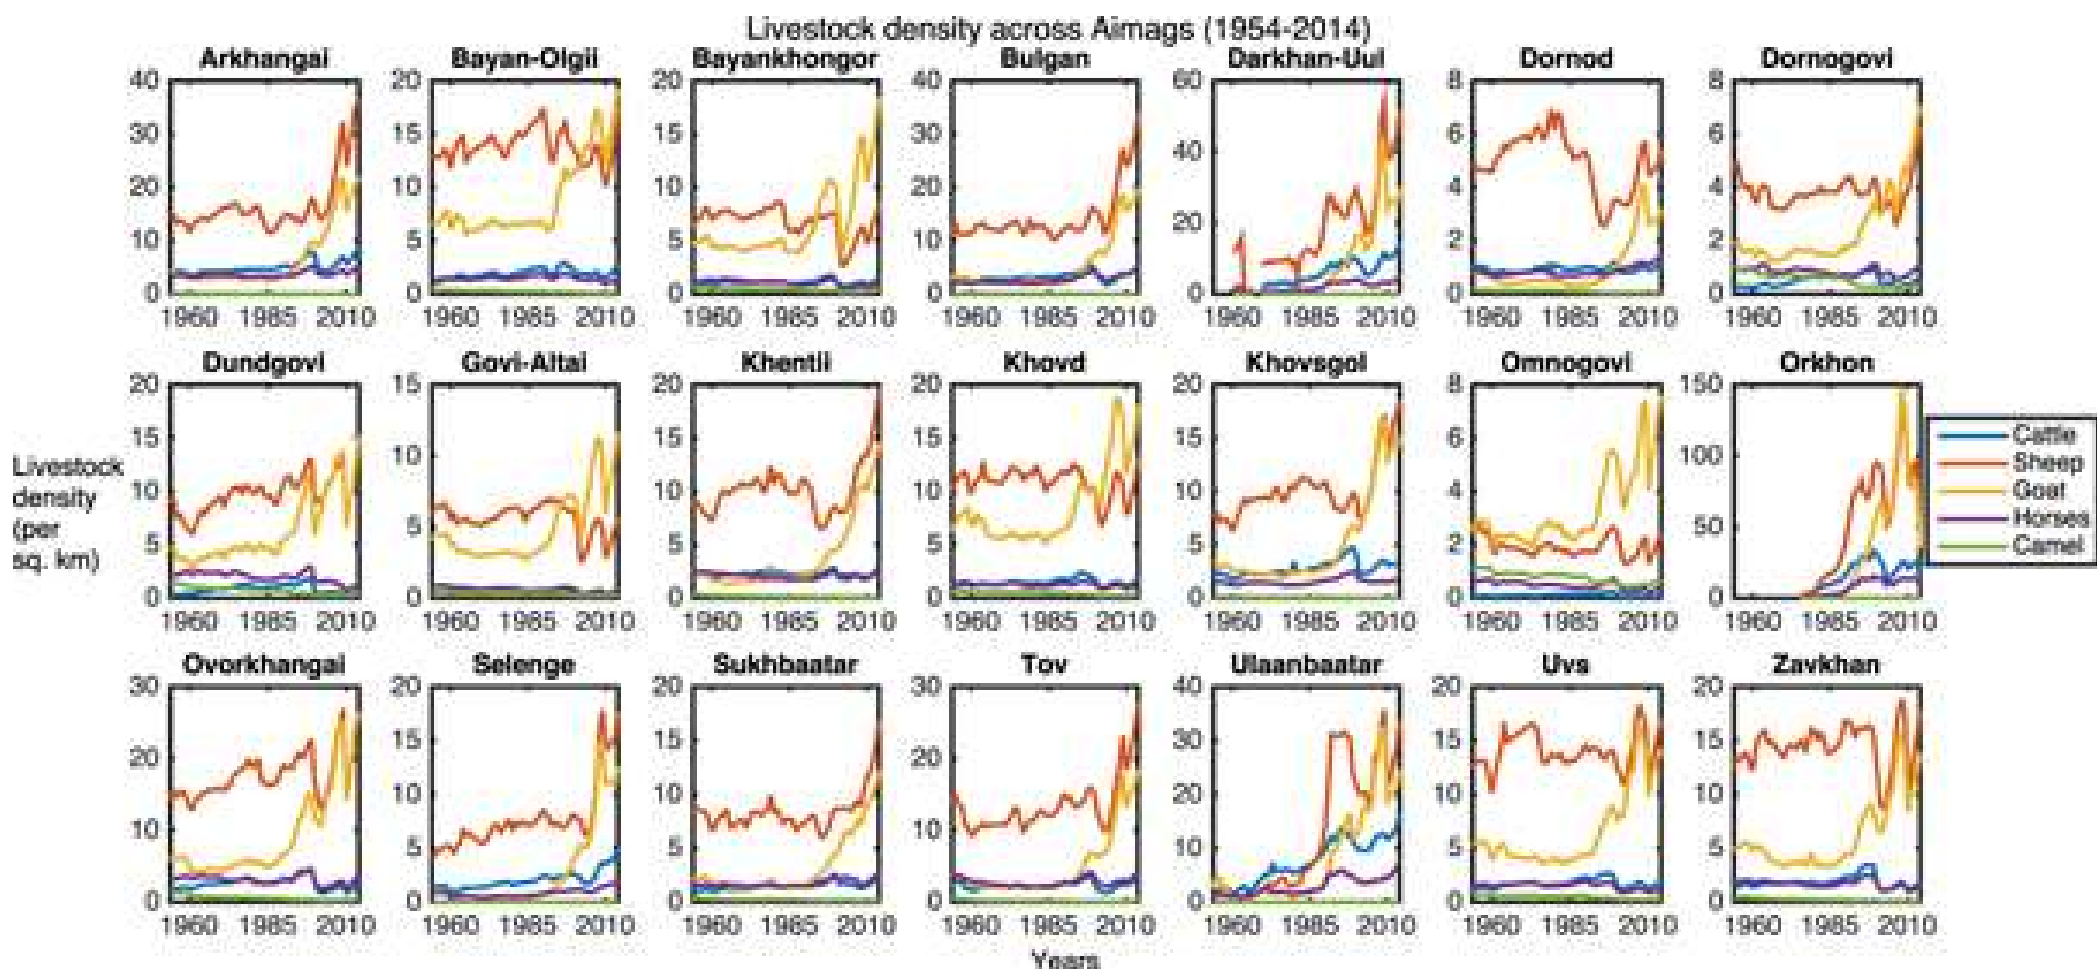 Livestock density across Aimags (1954-2014)
Arkhangai Bayan-Olgii Bayankhongor Bulgan Darkhan-Uul Dornod Dornogovi
40 30 20 10 0 1960 1985 2010
20 15 10 5 0 1960 1985 2010
20 15 10 5 0 1960 1985 2010
40 30 20 10 0 1960 1985 2010
60 40 20 0 1960 1985 2010
8 6 4 2 0 1960 1985 2010
8 6 4 2 0 1960 1985 2010
Dundgovi Govi-Altai Khentii Khovd Khovsgol Omnogovi Orkhon
20 15 10 5 0 1960 1985 2010
15 10 5 0 1960 1985 2010
20 15 10 5 0 1960 1985 2010
20 15 10 5 0 1960 1985 2010
20 15 10 5 0 1960 1985 2010
8 6 4 2 0 1960 1985 2010
150 100 50 0 1960 1985 2010
Livestock
density
(per
sq. km)
Cattle
Sheep
Goat
Horses
Camel
Ovorkhangai Selenge Sukhbaatar Tov Ulaanbaatar Uvs Zavkhan
30 20 10 0 1960 1985 2010
20 15 10 5 0 1960 1985 2010
20 15 10 5 0 1960 1985 2010
30 20 10 0 1960 1985 2010
40 30 20 10 0 1960 1985 2010
20 15 10 5 0 1960 1985 2010
20 15 10 5 0 1960 1985 2010
Years